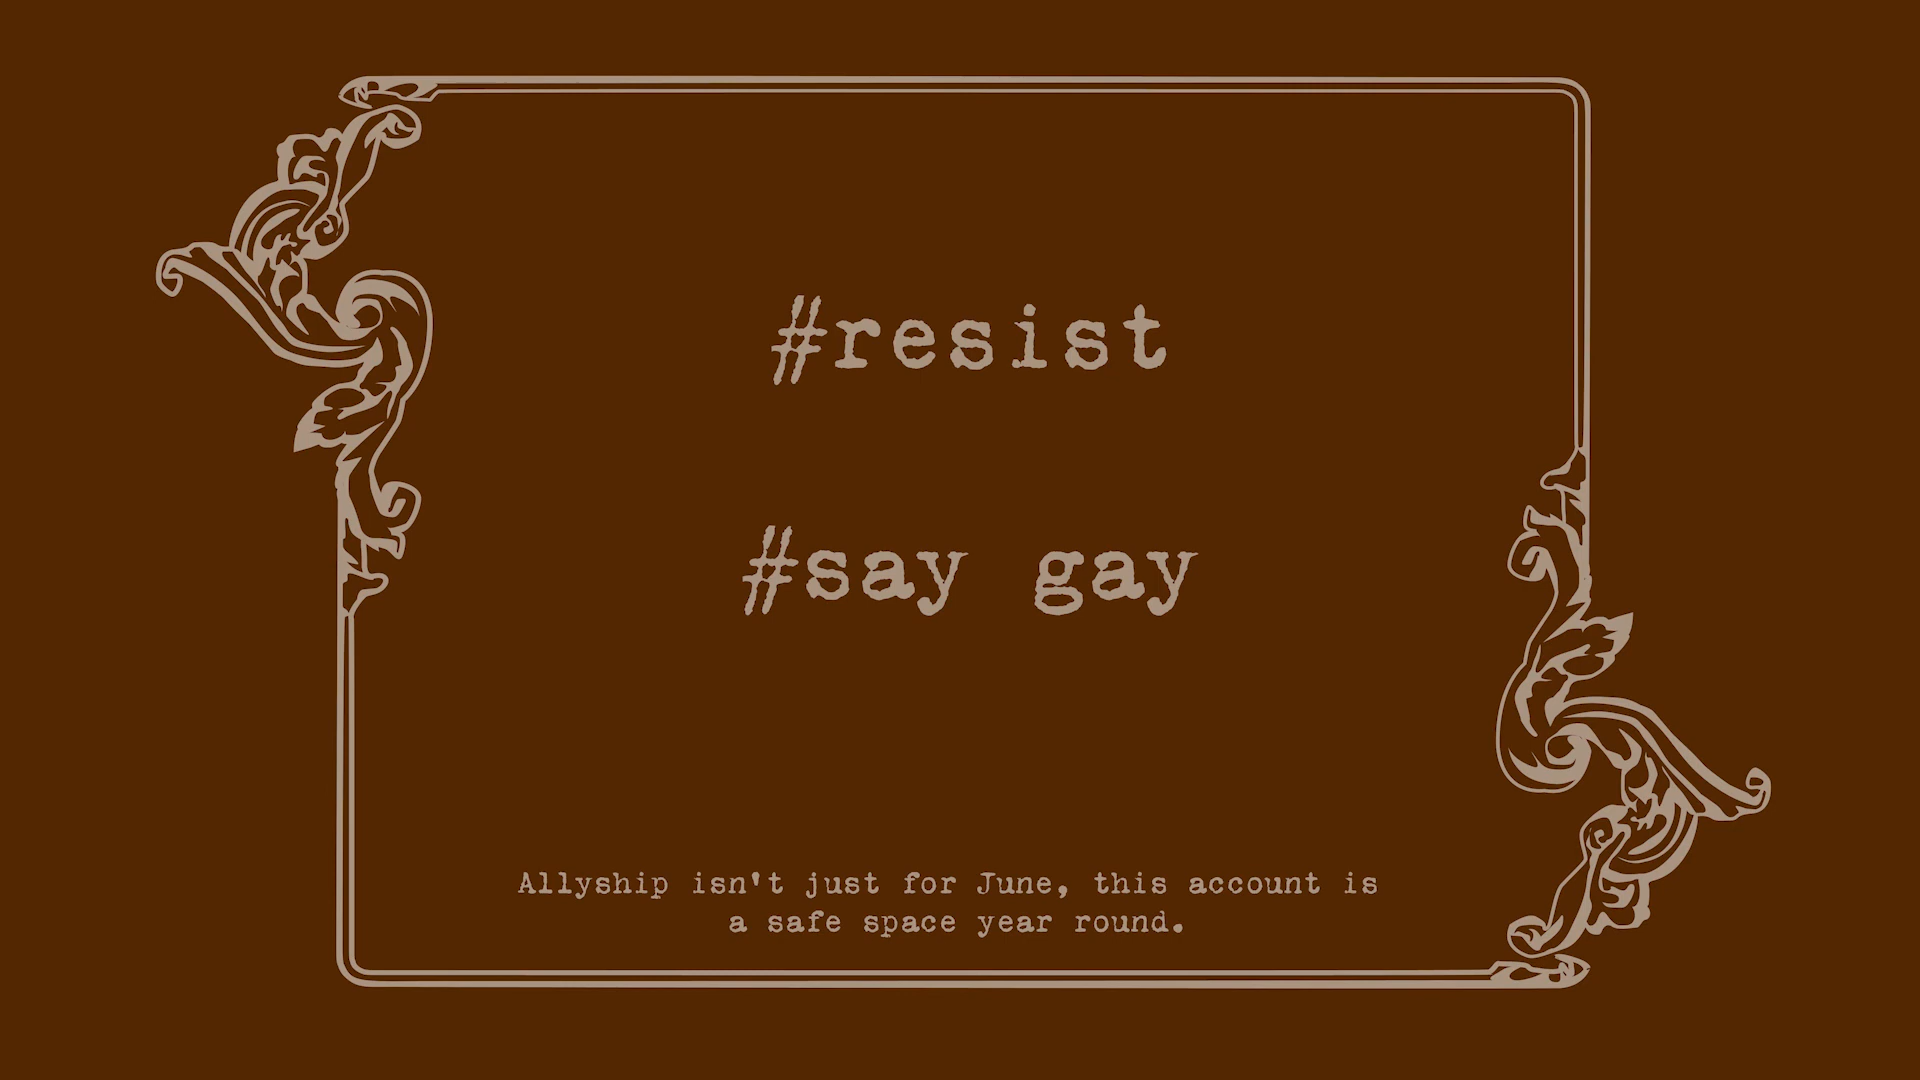 #resist
#say gay
Allyship isn't just for June, this account is
a safe space year round.